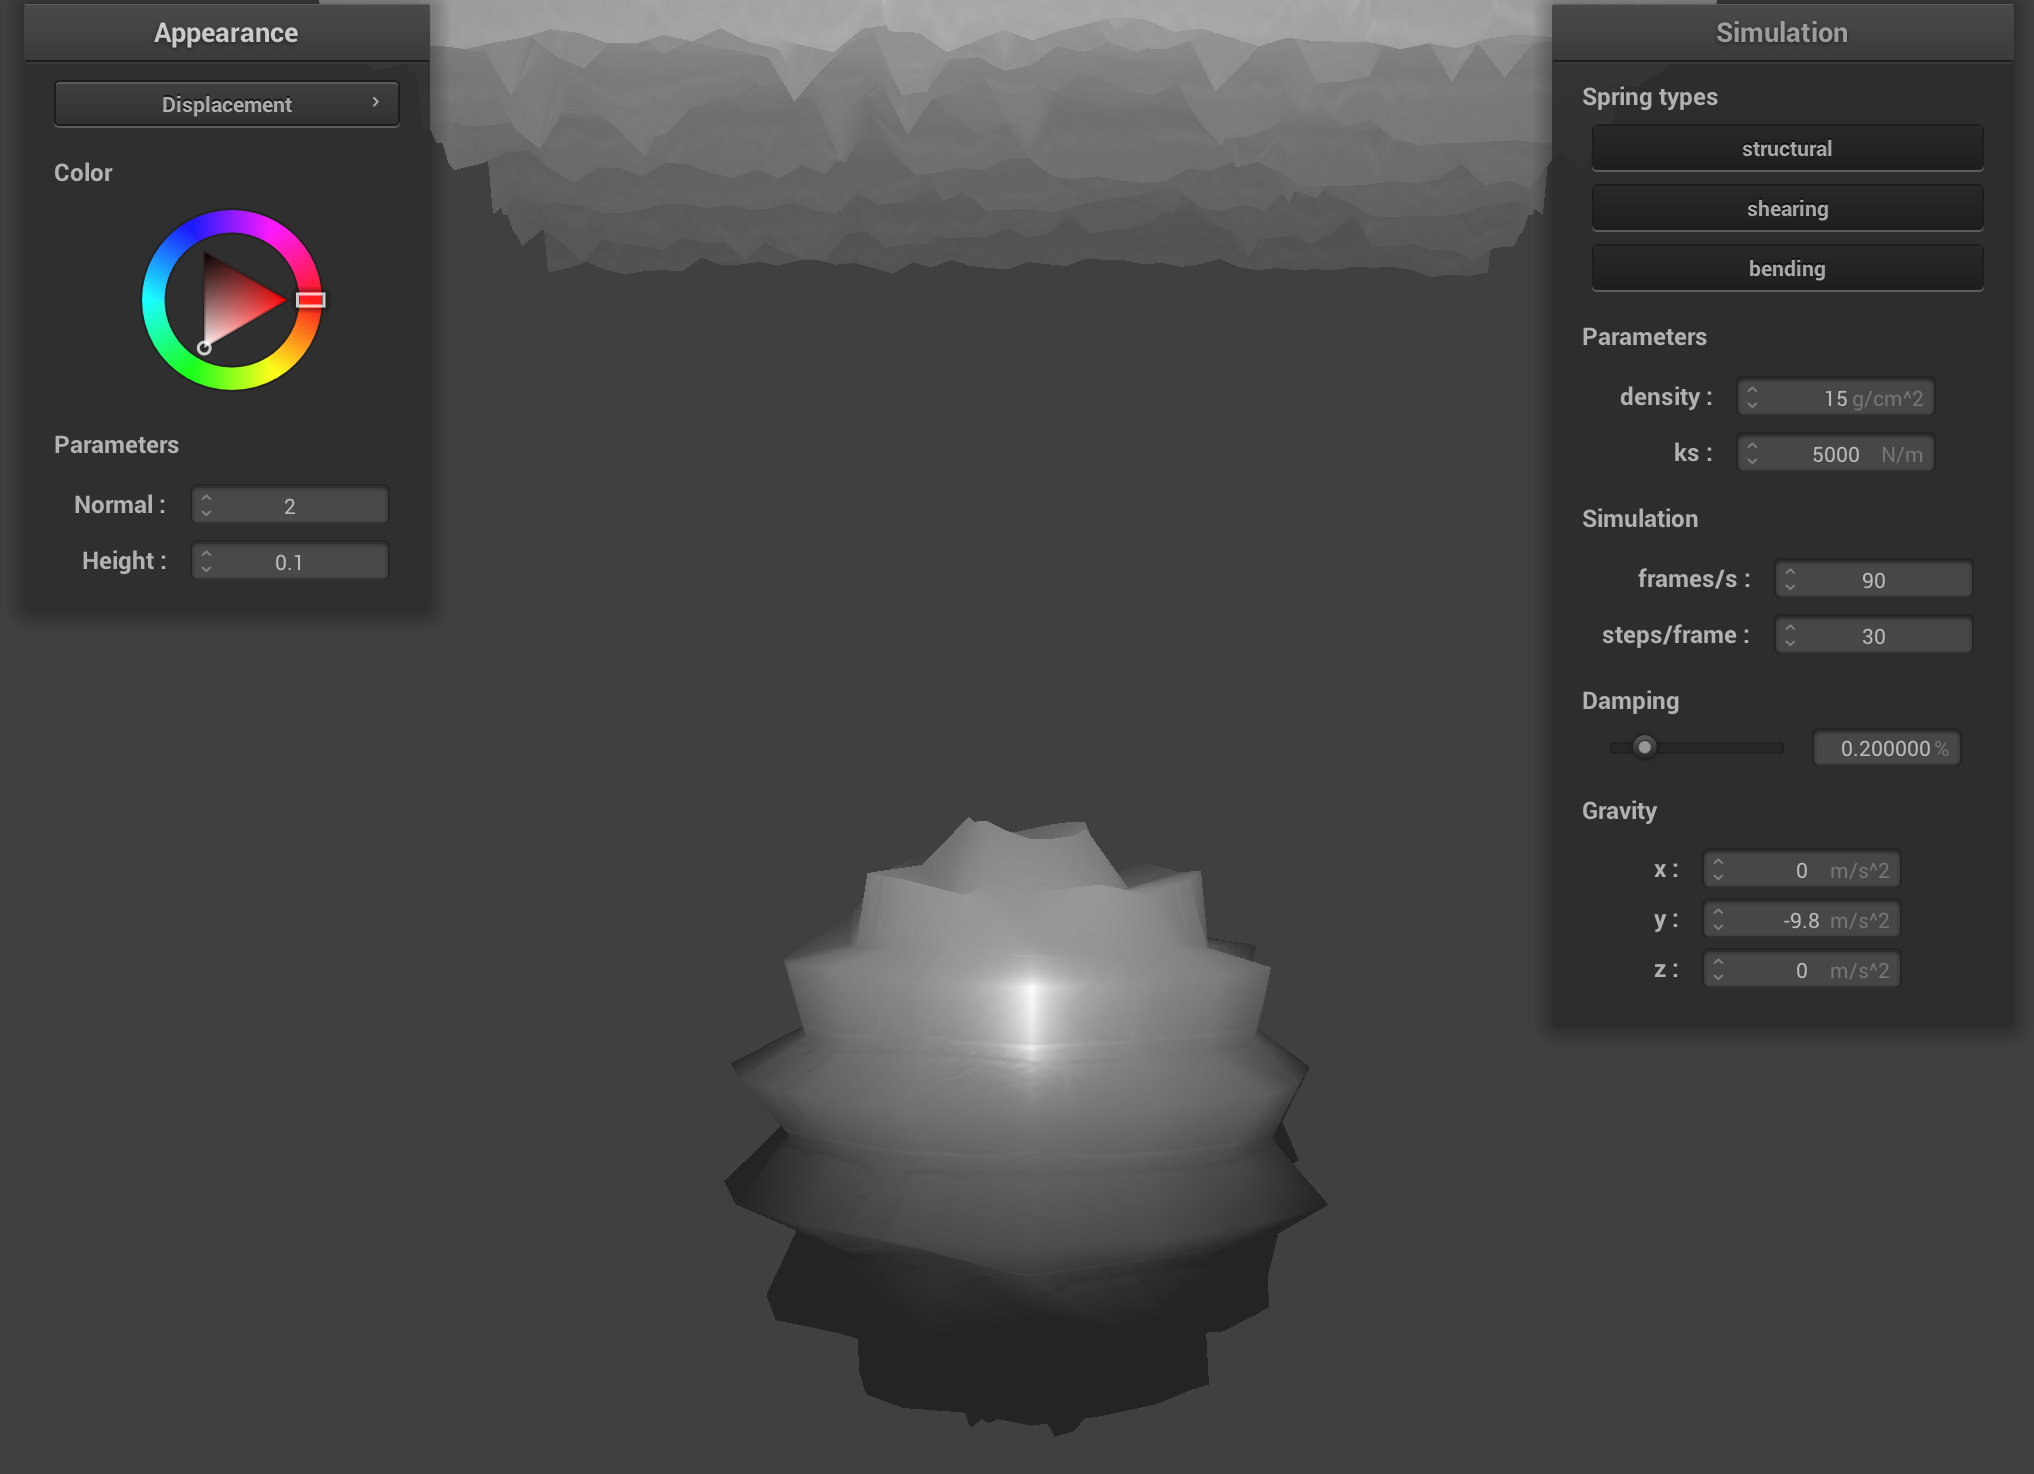 Appearance
Displacement
Color
Parameters
Normal : 2
Height : 0.1
Simulation
Spring types
structural
shearing
bending
Parameters
density : 15 g/cm^2
ks : 5000 N/m
Simulation
frames/s : 90
steps/frame : 30
Damping
0.200000 %
Gravity
x : 0 m/s^2
y : -9.8 m/s^2
z : 0 m/s^2